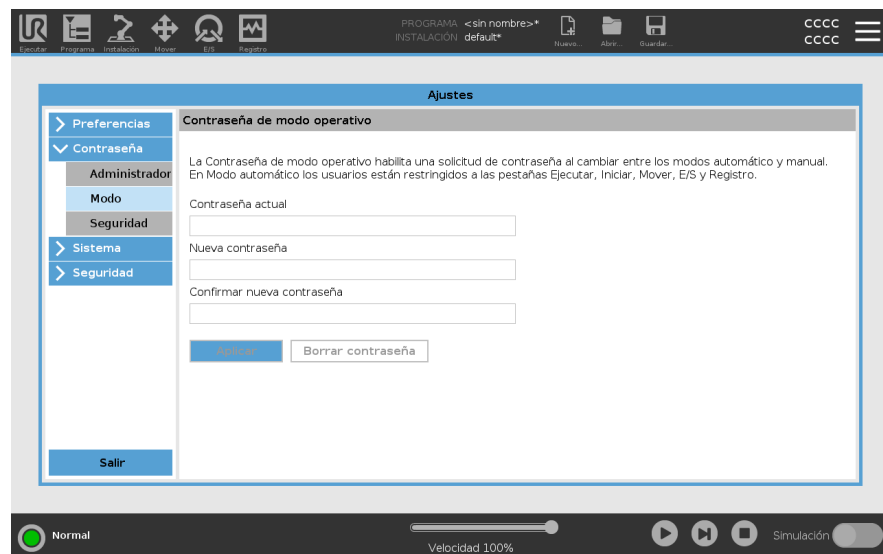 PROGRAMA <sin nombre>*
INSTALACIÓN default*
CCCC
CCCC
Ejecutar Programa Instalación Mover E/S Registro Nuevo... Abrir... Guardar...
Ajustes
Preferencias
Contraseña
Administrador
Modo
Seguridad
Sistema
Seguridad
Salir
Contraseña de modo operativo
La Contraseña de modo operativo habilita una solicitud de contraseña al cambiar entre los modos automático y manual.
En Modo automático los usuarios están restringidos a las pestañas Ejecutar, Iniciar, Mover, E/S y Registro.
Contraseña actual
Nueva contraseña
Confirmar nueva contraseña
Aplicar Borrar contraseña
Normal
Velocidad 100%
Simulación